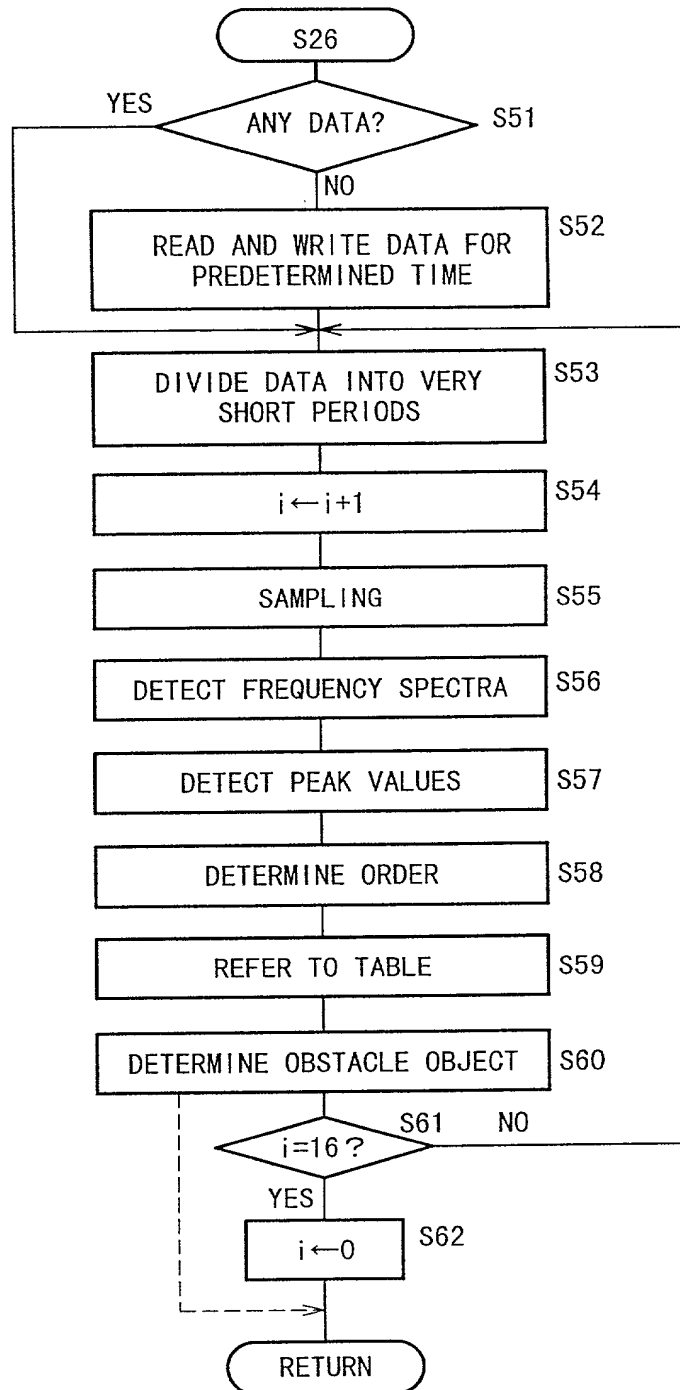 S26
YES
ANY DATA?
S51
NO
READ AND WRITE DATA FOR
PREDETERMINED TIME
S52
DIVIDE DATA INTO VERY
SHORT PERIODS
S53
i←i+1
S54
SAMPLING
S55
DETECT FREQUENCY SPECTRA
S56
DETECT PEAK VALUES
S57
DETERMINE ORDER
S58
REFER TO TABLE
S59
DETERMINE OBSTACLE OBJECT
S60
i=16?
S61
NO
YES
i←0
S62
RETURN